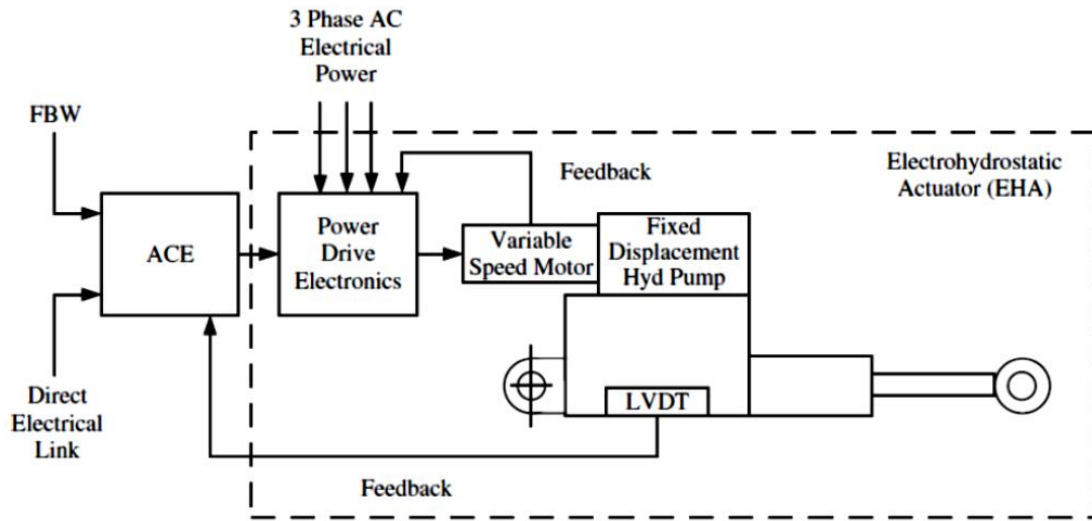 3 Phase AC
Electrical
Power
FBW
Feedback
Electrohydrostatic
Actuator (EHA)
ACE
Power
Drive
Electronics
Variable
Speed Motor
Fixed
Displacement
Hyd Pump
Direct
Electrical
Link
LVDT
Feedback